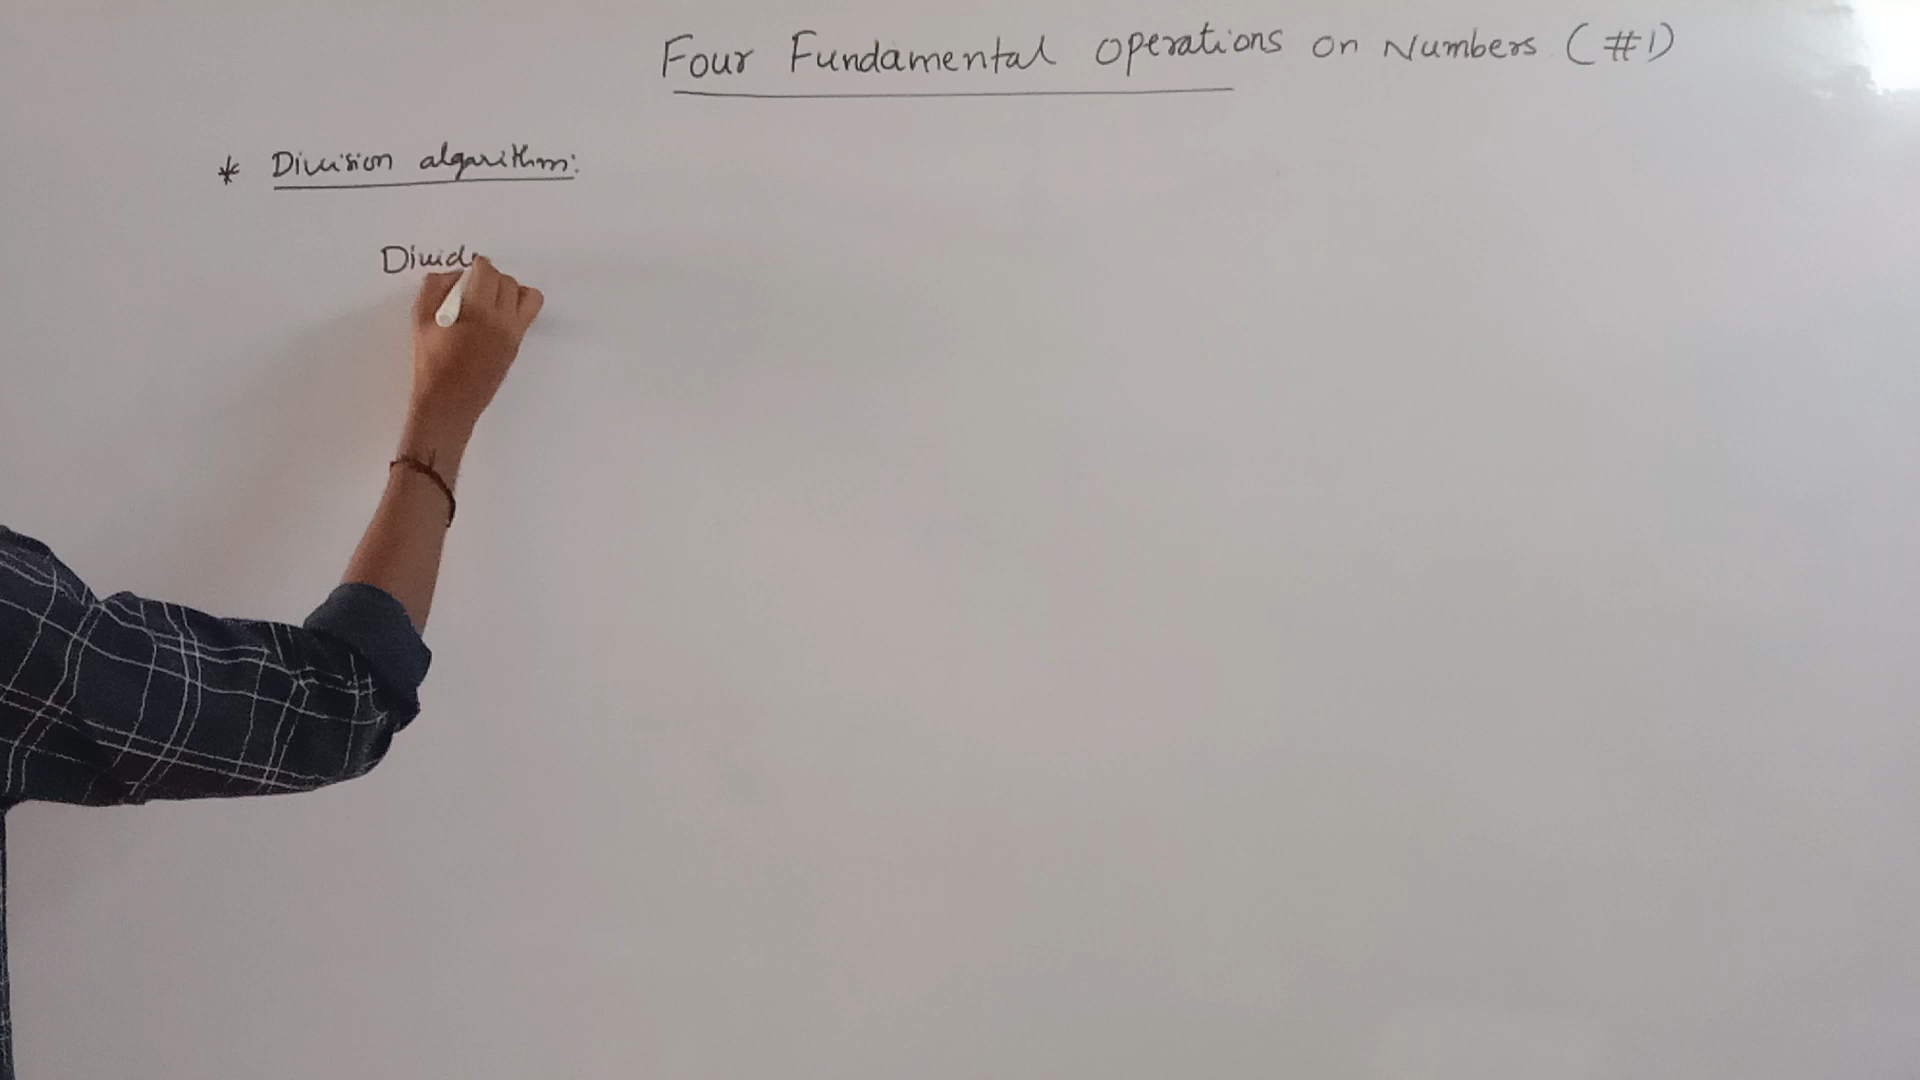 Four Fundamental Operations on Numbers (#1)
* Division algorithm:
Divid